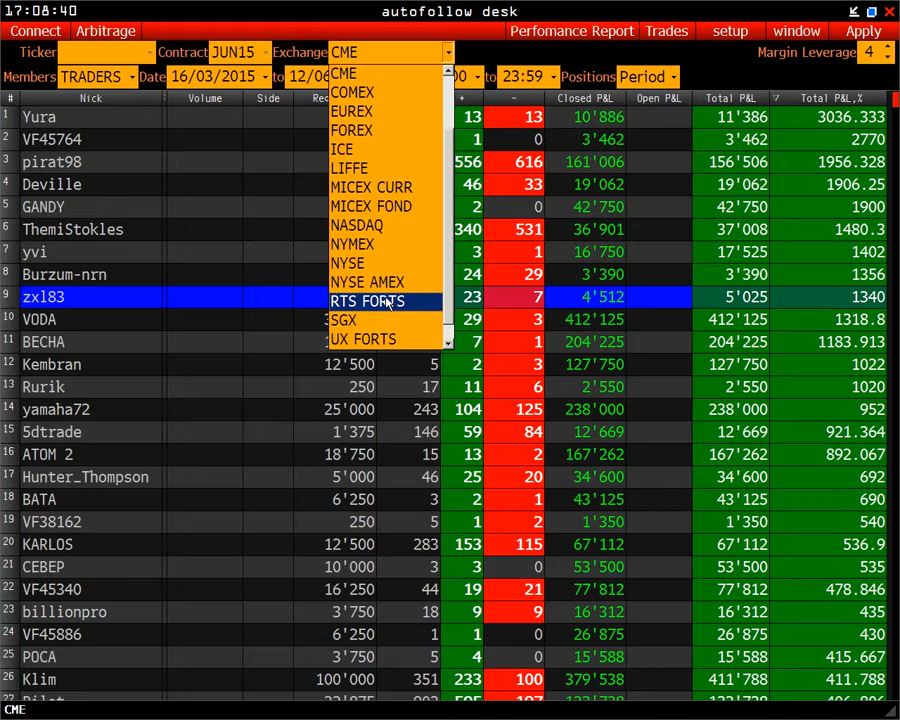 17:08:40 autofollow desk
Connect Arbitrage Perfomance Report Trades setup window Apply
Ticker Contract JUN15 Exchange CME Margin Leverage 4
Members TRADERS Date 16/03/2015 to 12/06 00 to 23:59 Positions Period
# Nick Volume Side Rec + - Closed P&L Open P&L Total P&L Total P&L,%
CME
COMEX
EUREX
FOREX
ICE
LIFFE
MICEX CURR
MICEX FOND
NASDAQ
NYMEX
NYSE
NYSE AMEX
RTS FORTS
SGX
UX FORTS
1 Yura 13 13 10'886 11'386 3036.333
2 VF45764 1 0 3'462 3'462 2770
3 pirat98 556 616 161'006 156'506 1956.328
4 Deville 46 33 19'062 19'062 1906.25
5 GANDY 2 0 42'750 42'750 1900
6 ThemiStokles 340 531 36'901 37'008 1480.3
7 yvi 3 1 16'750 17'525 1402
8 Burzum-nrn 24 29 3'390 3'390 1356
9 zxl83 23 7 4'512 5'025 1340
10 VODA 29 3 412'125 412'125 1318.8
11 BECHA 7 1 204'225 204'225 1183.913
12 Kembran 12'500 5 2 3 127'750 127'750 1022
13 Rurik 250 17 11 6 2'550 2'550 1020
14 yamaha72 25'000 243 104 125 238'000 238'000 952
15 5dtrade 1'375 146 59 84 12'669 12'669 921.364
16 ATOM 2 18'750 15 13 2 167'262 167'262 892.067
17 Hunter_Thompson 5'000 46 25 20 34'600 34'600 692
18 BATA 6'250 3 2 1 43'125 43'125 690
19 VF38162 250 5 1 2 1'350 1'350 540
20 KARLOS 12'500 283 153 115 67'112 67'112 536.9
21 CEBEP 10'000 3 3 0 53'500 53'500 535
22 VF45340 16'250 44 19 21 77'812 77'812 478.846
23 billionpro 3'750 18 9 9 16'312 16'312 435
24 VF45886 6'250 1 1 0 26'875 26'875 430
25 POCA 3'750 5 4 0 15'588 15'588 415.667
26 Klim 100'000 351 233 100 379'538 411'788 411.788
CME